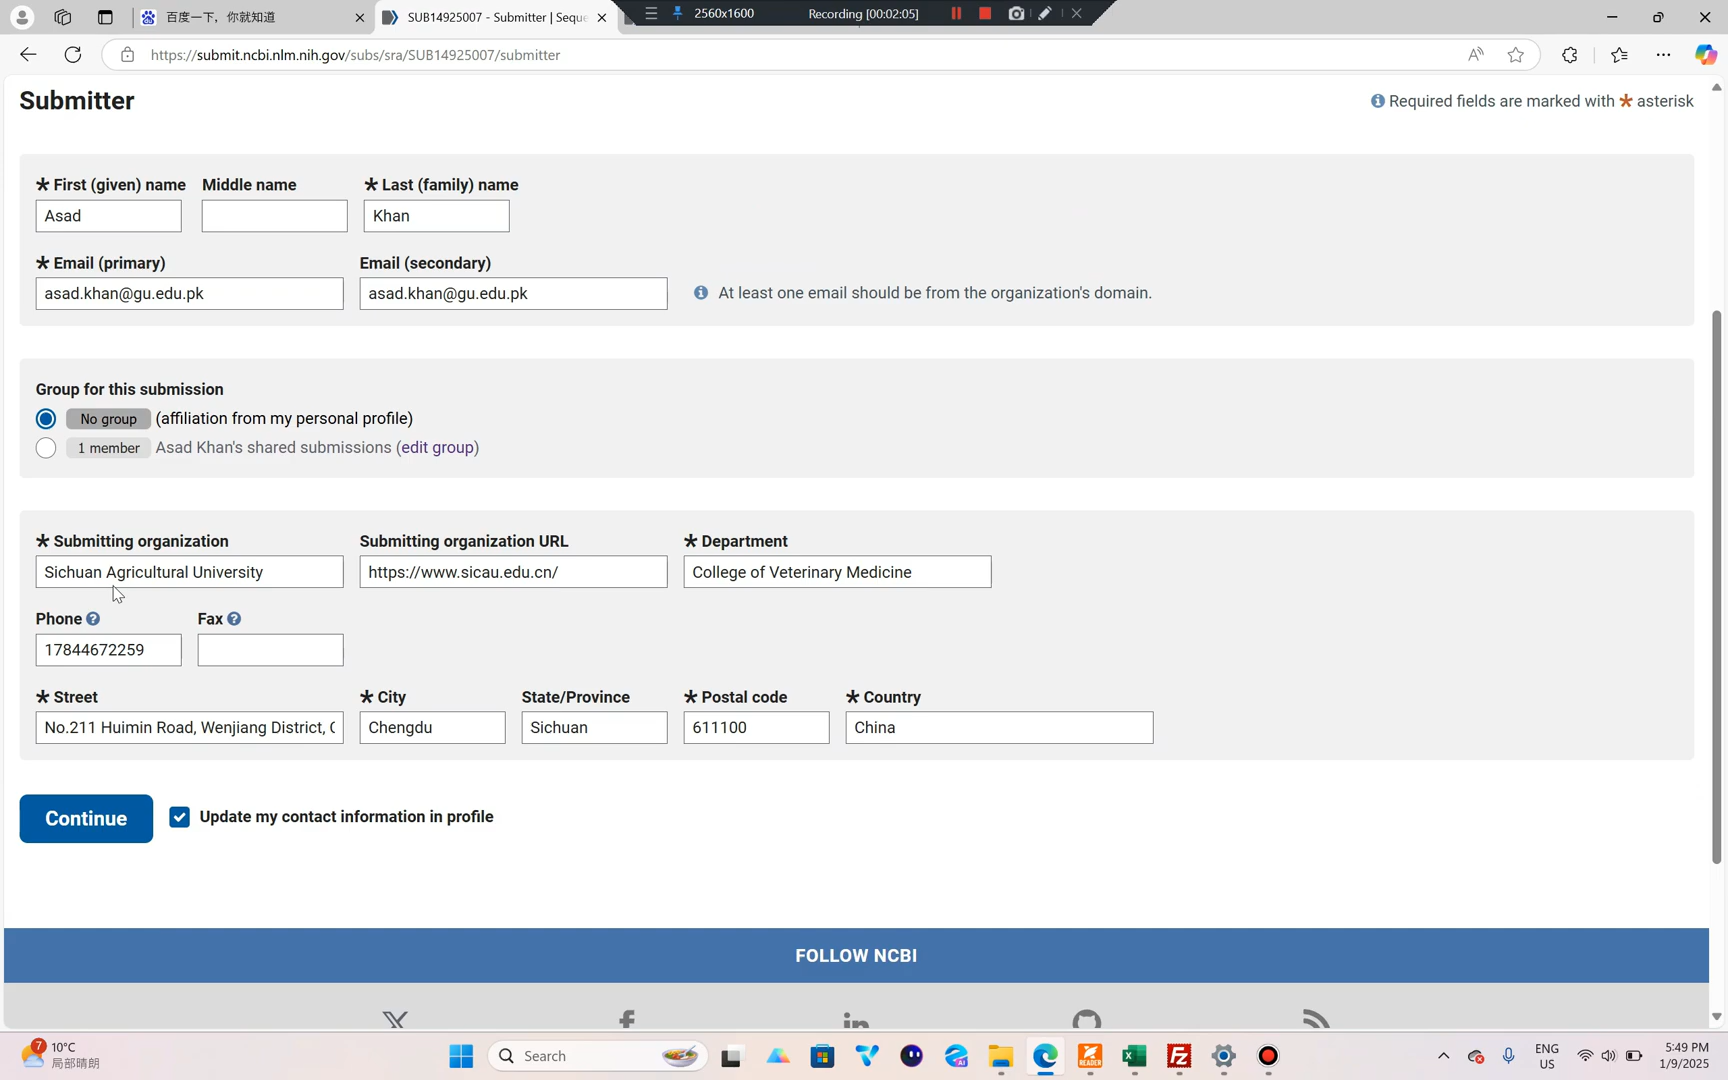 百度一下，你就知道
SUB14925007 - Submitter | Seque
2560x1600
Recording [00:02:05]
https://submit.ncbi.nlm.nih.gov/subs/sra/SUB14925007/submitter
Submitter
Required fields are marked with * asterisk
* First (given) name Middle name * Last (family) name
Asad Khan
* Email (primary) Email (secondary)
asad.khan@gu.edu.pk asad.khan@gu.edu.pk At least one email should be from the organization's domain.
Group for this submission
No group (affiliation from my personal profile)
1 member Asad Khan's shared submissions (edit group)
* Submitting organization Submitting organization URL * Department
Sichuan Agricultural University https://www.sicau.edu.cn/ College of Veterinary Medicine
Phone ? Fax ?
17844672259
* Street * City State/Province * Postal code * Country
No.211 Huimin Road, Wenjiang District, C Chengdu Sichuan 611100 China
Continue Update my contact information in profile
FOLLOW NCBI
7 10°C
局部晴朗
Search
READER
ENG
US
5:49 PM
1/9/2025